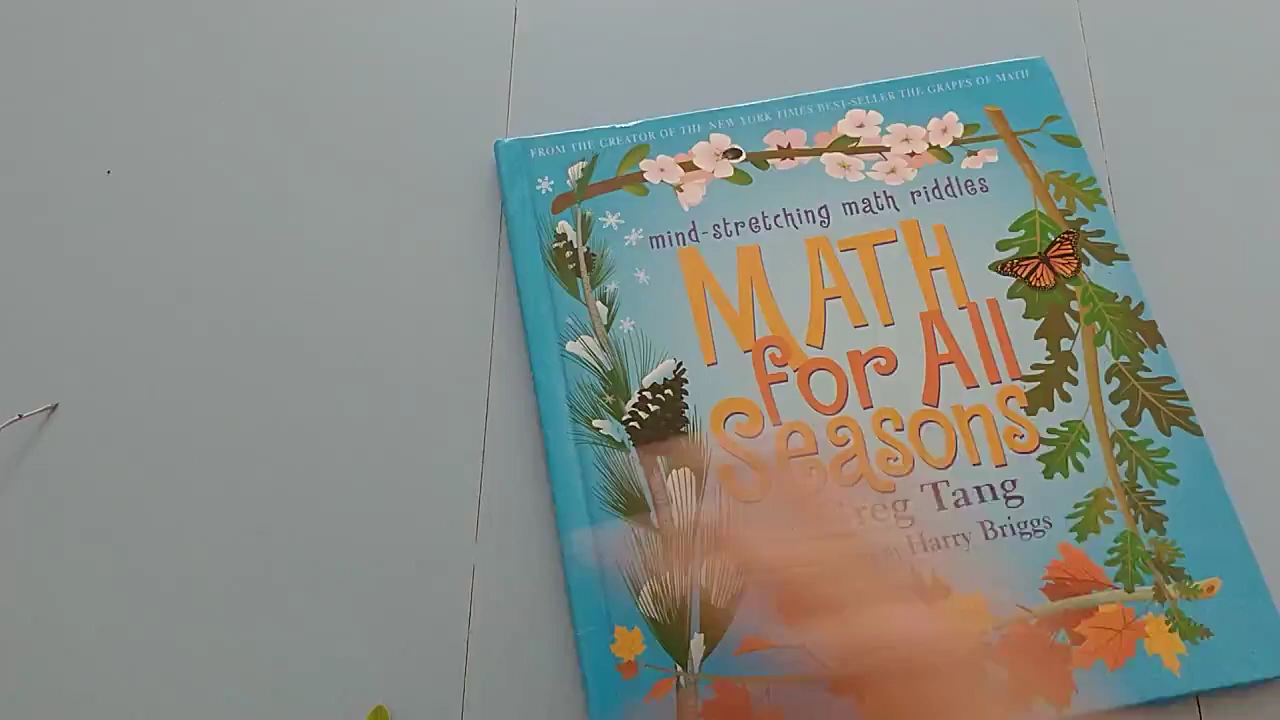 FROM THE CREATOR OF THE NEW YORK TIMES BEST-SELLER THE GRAPES OF MATH
mind-stretching math riddles
MATH
for All
Seasons
Greg Tang
Harry Briggs